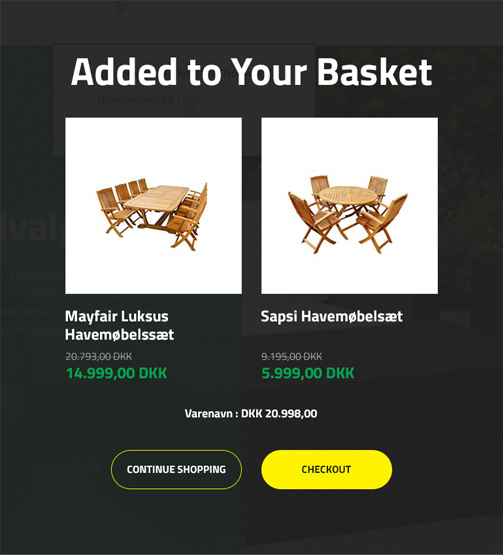 Added to Your Basket
Mayfair Luksus
Havemøbelssæt
20.793,00 DKK
14.999,00 DKK
Sapsi Havemøbelsæt
9.195,00 DKK
5.999,00 DKK
Varenavn : DKK 20.998,00
CONTINUE SHOPPING
CHECKOUT